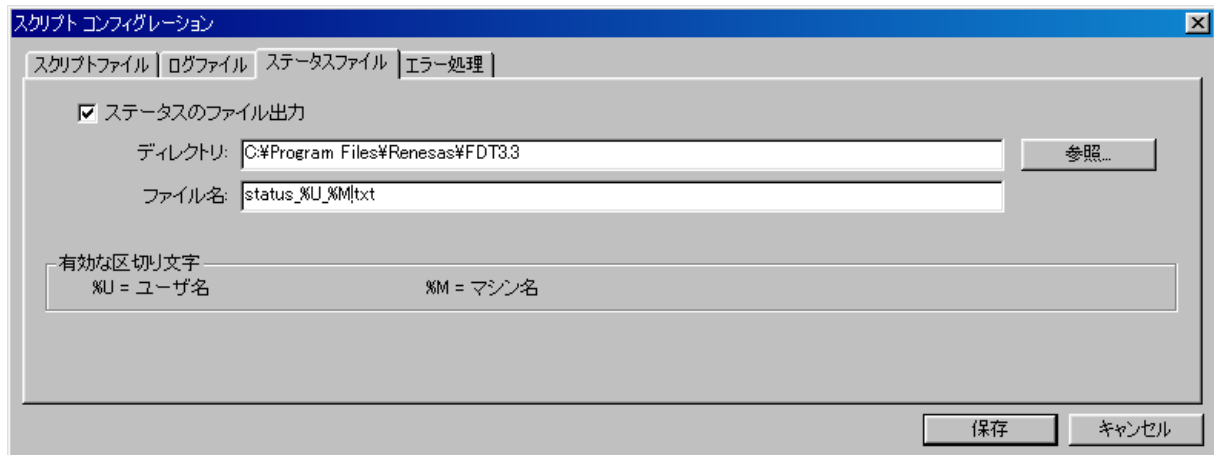 スクリプト コンフィグレーション
スクリプトファイル ログファイル ステータスファイル エラー処理
ステータスのファイル出力
ディレクトリ: C:¥Program Files¥Renesas¥FDT3.3 参照...
ファイル名: status_%U_%M.txt
有効な区切り文字
%U = ユーザ名 %M = マシン名
保存 キャンセル